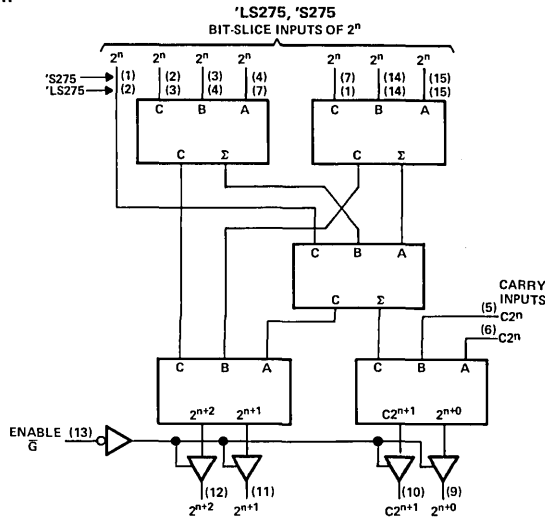 'LS275, 'S275
BIT-SLICE INPUTS OF 2ⁿ
2ⁿ 2ⁿ 2ⁿ 2ⁿ 2ⁿ 2ⁿ 2ⁿ
'S275 (1) (2) (3) (4) (7) (14) (15)
'LS275 (2) (3) (4) (7) (1) (14) (15)
C B A C B A
C Σ C Σ
C B A
C Σ
CARRY
INPUTS
(5)
C2ⁿ
(6)
C2ⁿ
C B A C B A
2ⁿ⁺² 2ⁿ⁺¹ C2ⁿ⁺¹ 2ⁿ⁺⁰
ENABLE (13)
G̅
(12) (11) (10) (9)
2ⁿ⁺² 2ⁿ⁺¹ C2ⁿ⁺¹ 2ⁿ⁺⁰